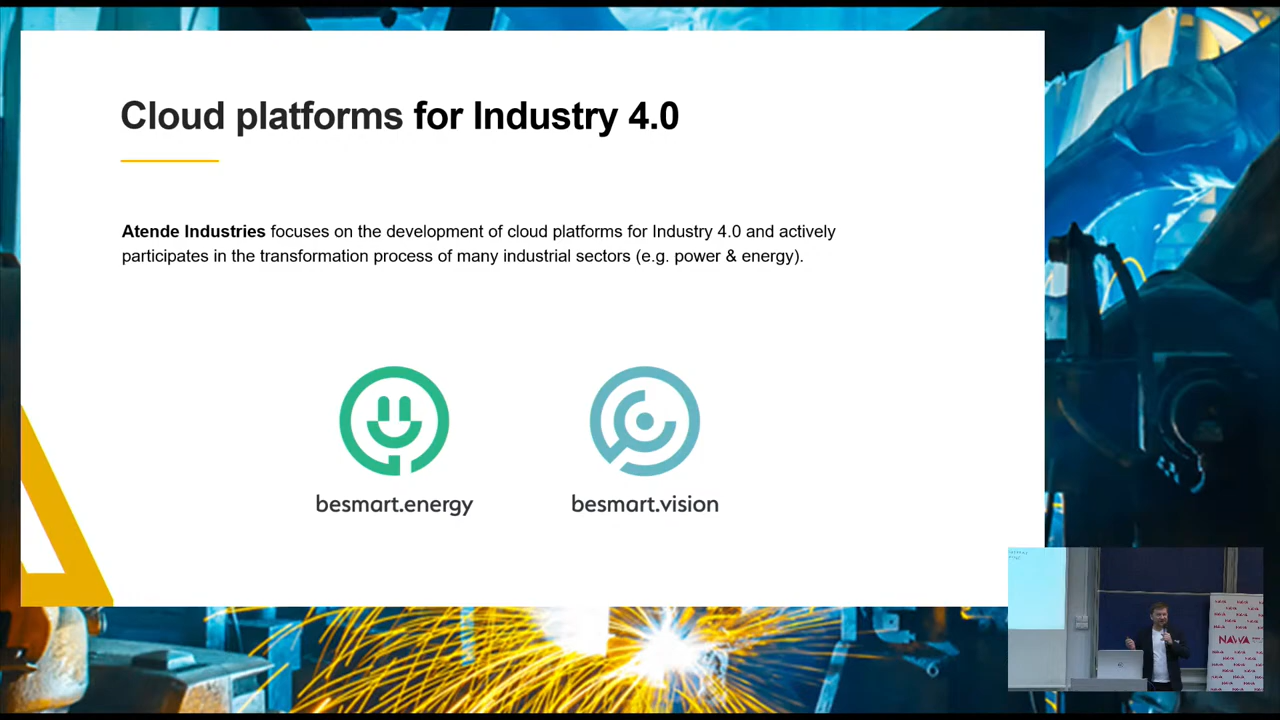 Cloud platforms for Industry 4.0
Atende Industries focuses on the development of cloud platforms for Industry 4.0 and actively
participates in the transformation process of many industrial sectors (e.g. power & energy).
besmart.energy
besmart.vision
NAWA